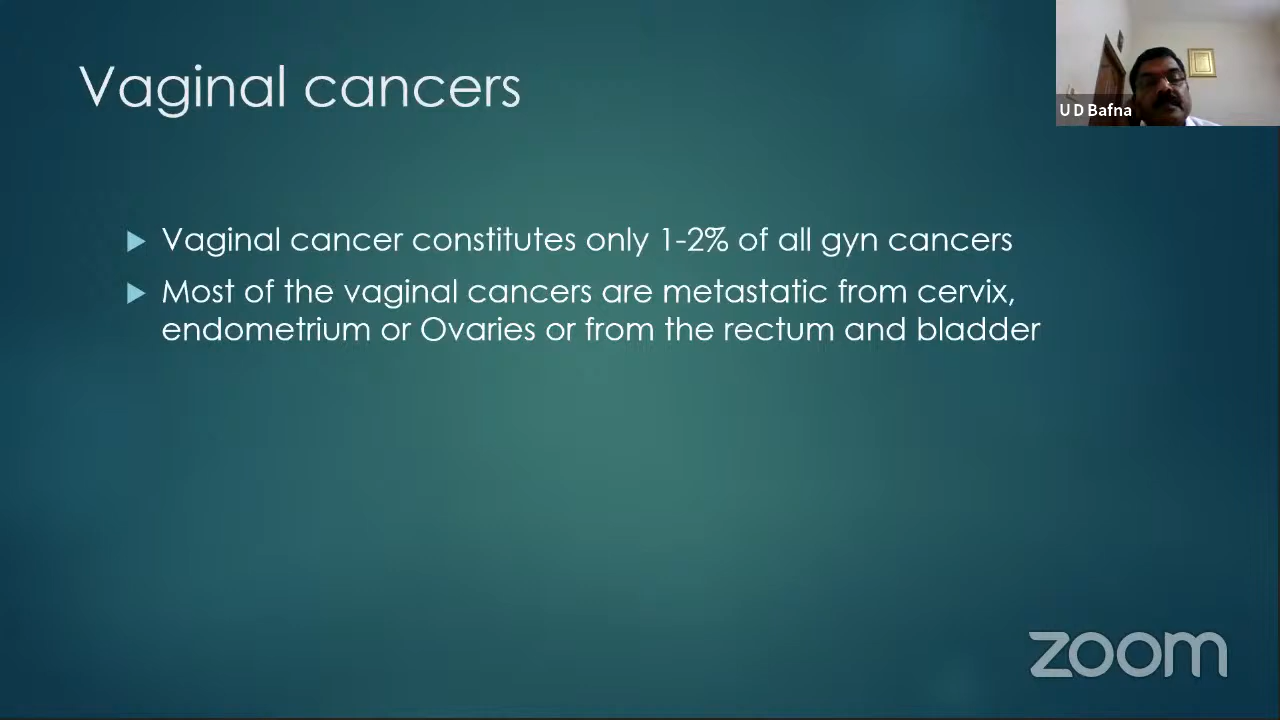 Vaginal cancers
U D Bafna
Vaginal cancer constitutes only 1-2% of all gyn cancers
Most of the vaginal cancers are metastatic from cervix,
endometrium or Ovaries or from the rectum and bladder
zoom